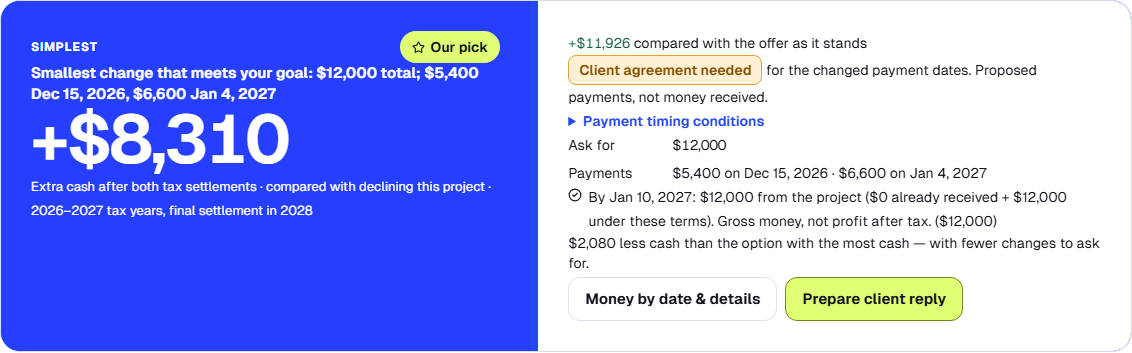 SIMPLEST
Our pick
Smallest change that meets your goal: $12,000 total; $5,400
Dec 15, 2026, $6,600 Jan 4, 2027
+$8,310
Extra cash after both tax settlements · compared with declining this project ·
2026–2027 tax years, final settlement in 2028
+$11,926 compared with the offer as it stands
Client agreement needed for the changed payment dates. Proposed
payments, not money received.
Payment timing conditions
Ask for $12,000
Payments $5,400 on Dec 15, 2026 · $6,600 on Jan 4, 2027
By Jan 10, 2027: $12,000 from the project ($0 already received + $12,000
under these terms). Gross money, not profit after tax. ($12,000)
$2,080 less cash than the option with the most cash — with fewer changes to ask
for.
Money by date & details
Prepare client reply